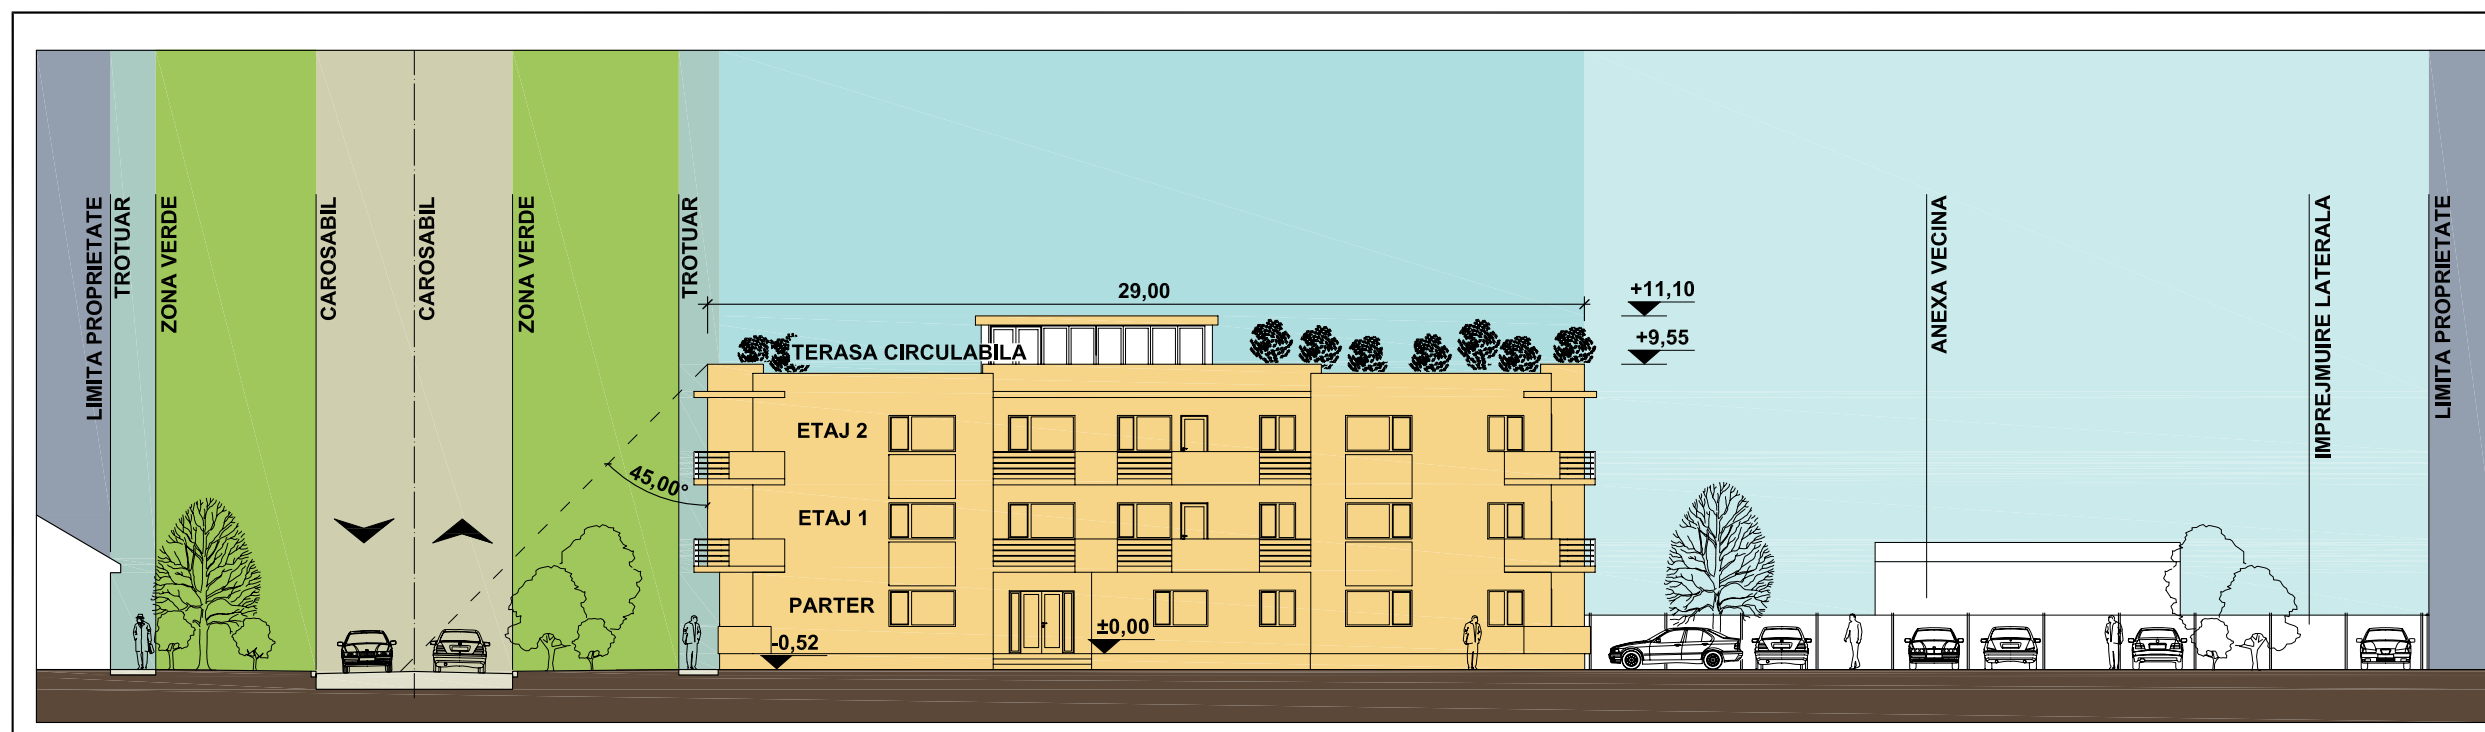 LIMITA PROPRIETATE
TROTUAR
ZONA VERDE
CAROSABIL
CAROSABIL
ZONA VERDE
TROTUAR
29,00
+11,10
+9,55
ANEXA VECINA
IMPREJMUIRE LATERALA
LIMITA PROPRIETATE
TERASA CIRCULABILA
45,00°
ETAJ 2
ETAJ 1
PARTER
±0,00
-0,52